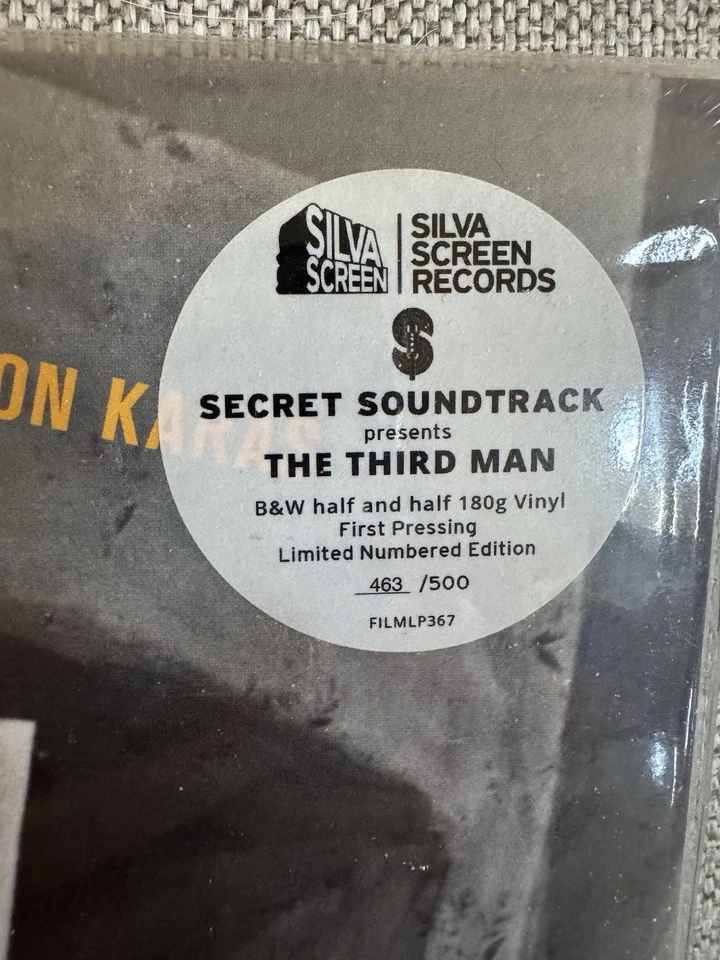 SILVA
SCREEN
SILVA
SCREEN
RECORDS
ON KARAS
SECRET SOUNDTRACK
presents
THE THIRD MAN
B&W half and half 180g Vinyl
First Pressing
Limited Numbered Edition
463 /500
FILMLP367